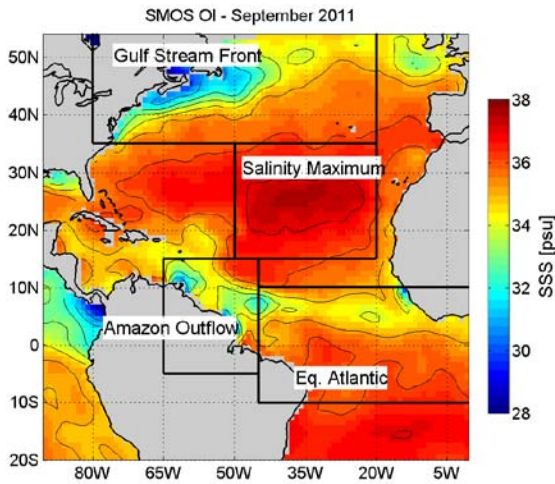 SMOS OI - September 2011
Gulf Stream Front
Salinity Maximum
Amazon Outflow
Eq. Atlantic
50N
40N
30N
20N
10N
0
10S
20S
80W
65W
50W
35W
20W
5W
38
36
34
32
30
28
SSS [psu]